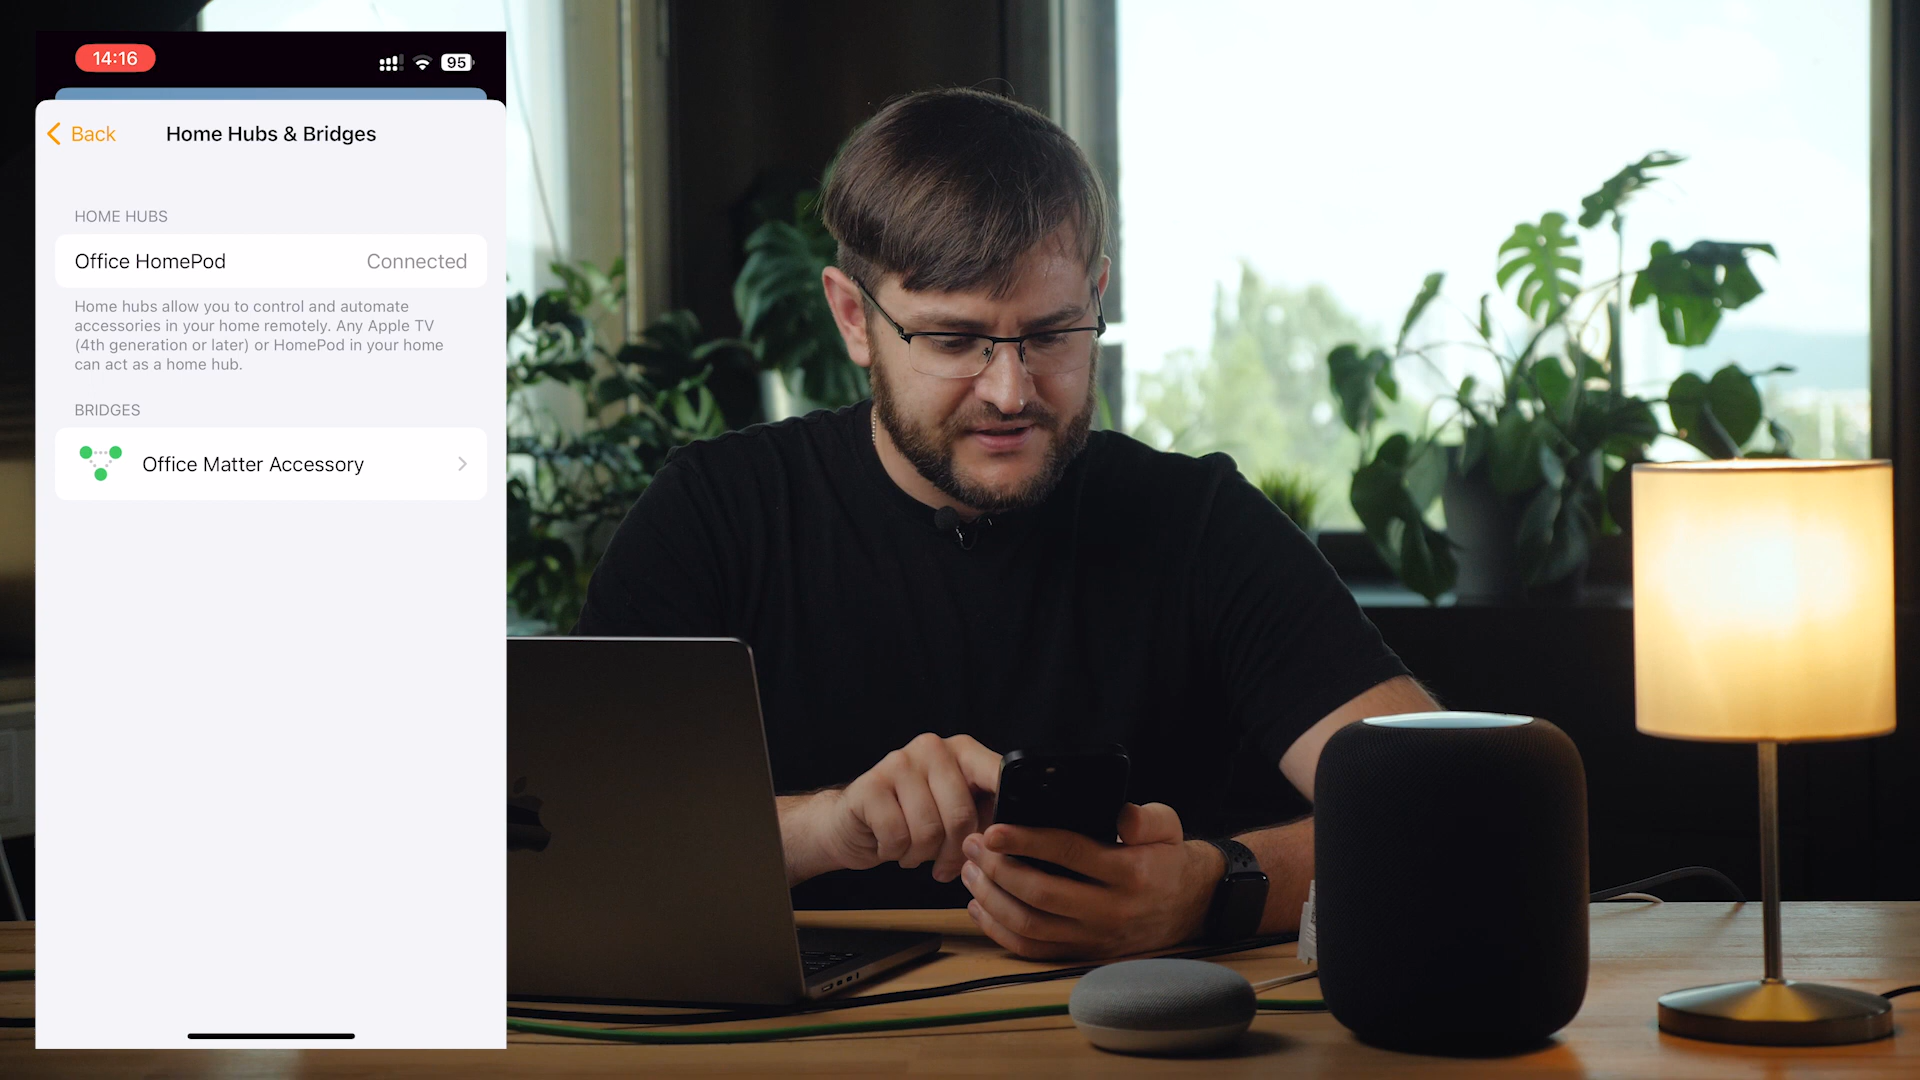 14:16
95
Back
Home Hubs & Bridges
HOME HUBS
Office HomePod
Connected
Home hubs allow you to control and automate
accessories in your home remotely. Any Apple TV
(4th generation or later) or HomePod in your home
can act as a home hub.
BRIDGES
Office Matter Accessory